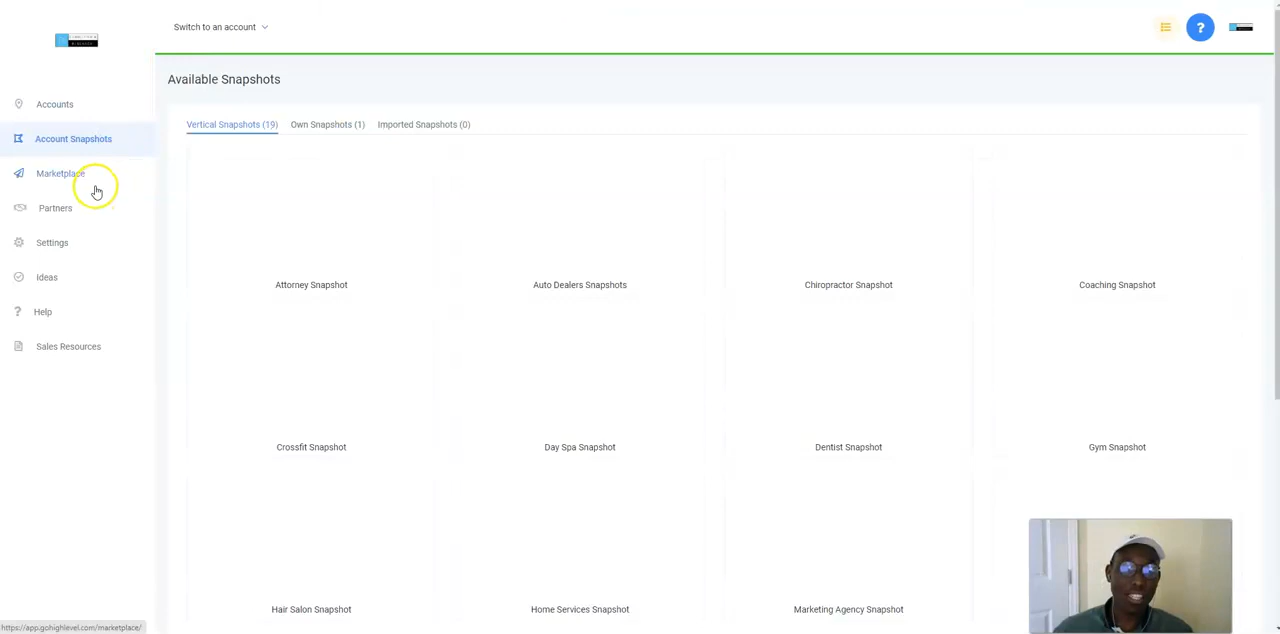 Switch to an account
?
Available Snapshots
Accounts
Vertical Snapshots (19) Own Snapshots (1) Imported Snapshots (0)
Account Snapshots
Marketplace
Partners
Settings
Ideas
Attorney Snapshot Auto Dealers Snapshots Chiropractor Snapshot Coaching Snapshot
? Help
Sales Resources
Crossfit Snapshot Day Spa Snapshot Dentist Snapshot Gym Snapshot
Hair Salon Snapshot Home Services Snapshot Marketing Agency Snapshot
https://app.gohighlevel.com/marketplace/